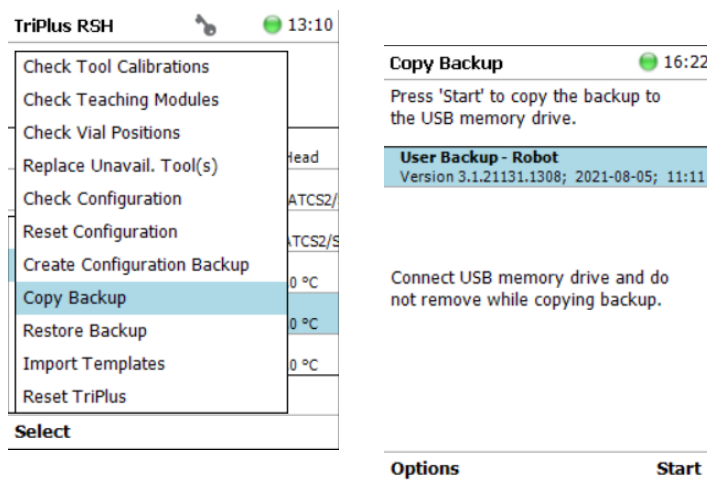 TriPlus RSH 13:10
Check Tool Calibrations
Check Teaching Modules
Check Vial Positions
Replace Unavail. Tool(s)
Head
Check Configuration
ATCS2/
Reset Configuration
ATCS2/S
Create Configuration Backup
0 °C
Copy Backup
Restore Backup
0 °C
Import Templates
0 °C
Reset TriPlus
Select
Copy Backup 16:22
Press 'Start' to copy the backup to
the USB memory drive.
User Backup - Robot
Version 3.1.21131.1308; 2021-08-05; 11:11
Connect USB memory drive and do
not remove while copying backup.
Options Start